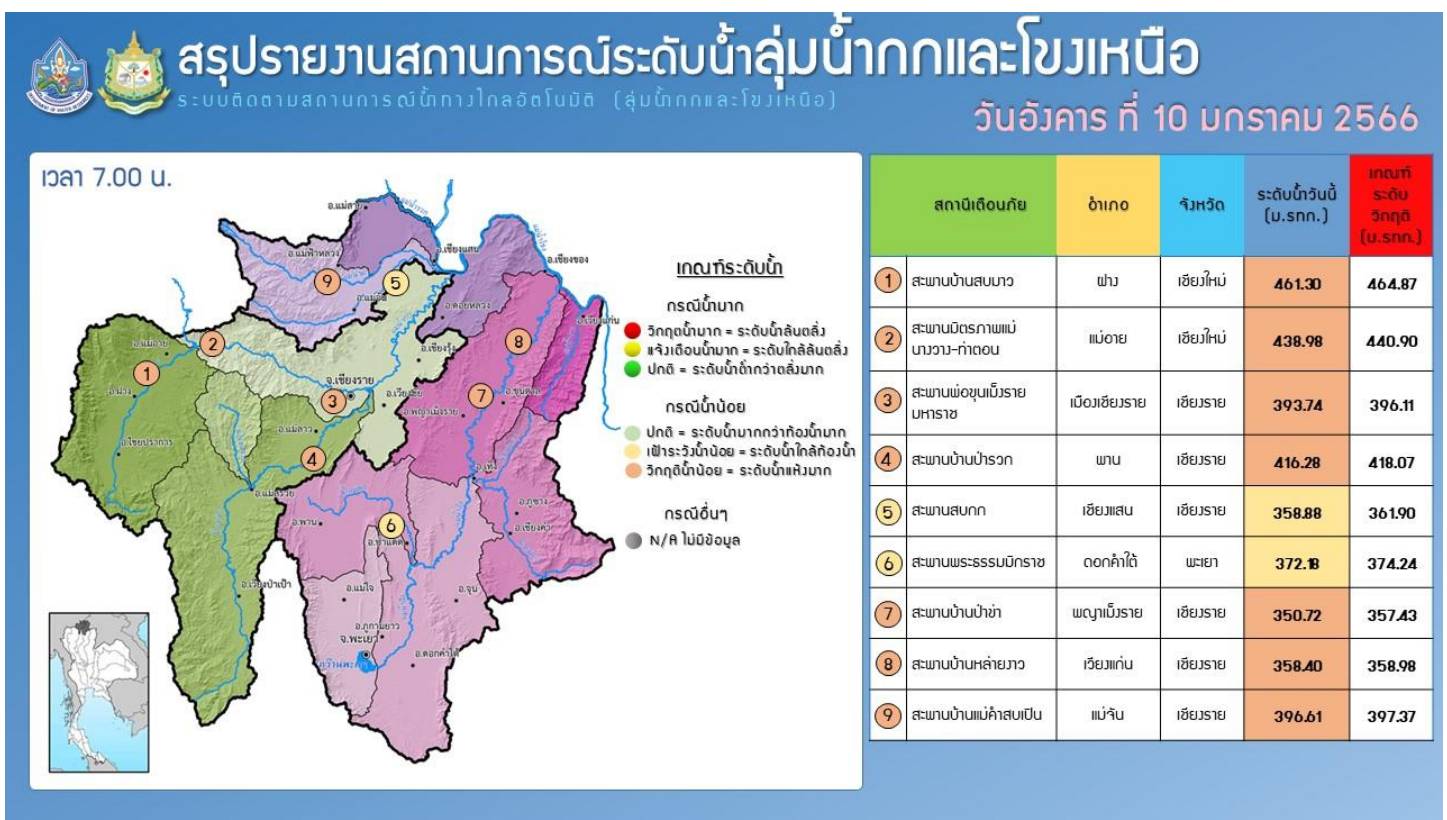 สรุปรายงานสถานการณ์ระดับน้ำลุ่มน้ำกกและโขงเหนือ
ระบบติดตามสถานการณ์น้ำทางไกลอัตโนมัติ (ลุ่มน้ำกกและโขงเหนือ)
วันอังคาร ที่ 10 มกราคม 2566
เวลา 7.00 น.
อ.แม่สาย
อ.แม่ฟ้าหลวง
อ.เชียงแสน
อ.เชียงของ
9
5
อ.แม่จัน
อ.ดอยหลวง
อ.เวียงแก่น
2
8
อ.แม่อาย
อ.เชียงรุ้ง
1
จ.เชียงราย
อ.ฝาง
3
อ.เวียงชัย
7
อ.ขุนตาล
อ.พญาเม็งราย
อ.แม่ลาว
อ.ไชยปราการ
4
อ.เทิง
อ.แม่สรวย
อ.ภูซาง
อ.พาน
6
อ.เชียงคำ
อ.ป่าแดด
อ.เวียงป่าเป้า
อ.แม่ใจ
อ.จุน
อ.ภูกามยาว
จ.พะเยา
อ.ดอกคำใต้
กว๊านพะเยา
เกณฑ์ระดับน้ำ
กรณีน้ำมาก
วิกฤตน้ำมาก = ระดับน้ำล้นตลิ่ง
แจ้งเตือนน้ำมาก = ระดับใกล้ล้นตลิ่ง
ปกติ = ระดับน้ำต่ำกว่าตลิ่งมาก
กรณีน้ำน้อย
ปกติ = ระดับน้ำมากกว่าท้องน้ำมาก
เฝ้าระวังน้ำน้อย = ระดับน้ำใกล้ท้องน้ำ
วิกฤติน้ำน้อย = ระดับน้ำแห้งมาก
กรณีอื่นๆ
N/A ไม่มีข้อมูล
สถานีเตือนภัย อำเภอ จังหวัด ระดับน้ำวันนี้ (ม.รทก.) เกณฑ์ระดับวิกฤติ (ม.รทก.)
1 สะพานบ้านสบมาว ฝาง เชียงใหม่ 461.30 464.87
2 สะพานมิตรภาพแม่นางวาง-ท่าตอน แม่อาย เชียงใหม่ 438.98 440.90
3 สะพานพ่อขุนเม็งรายมหาราช เมืองเชียงราย เชียงราย 393.74 396.11
4 สะพานบ้านป่ารวก พาน เชียงราย 416.28 418.07
5 สะพานสบกก เชียงแสน เชียงราย 358.88 361.90
6 สะพานพระธรรมมิกราช ดอกคำใต้ พะเยา 372.18 374.24
7 สะพานบ้านป่าข่า พญาเม็งราย เชียงราย 350.72 357.43
8 สะพานบ้านหล่ายงาว เวียงแก่น เชียงราย 358.40 358.98
9 สะพานบ้านแม่คำสบเปิน แม่จัน เชียงราย 396.61 397.37